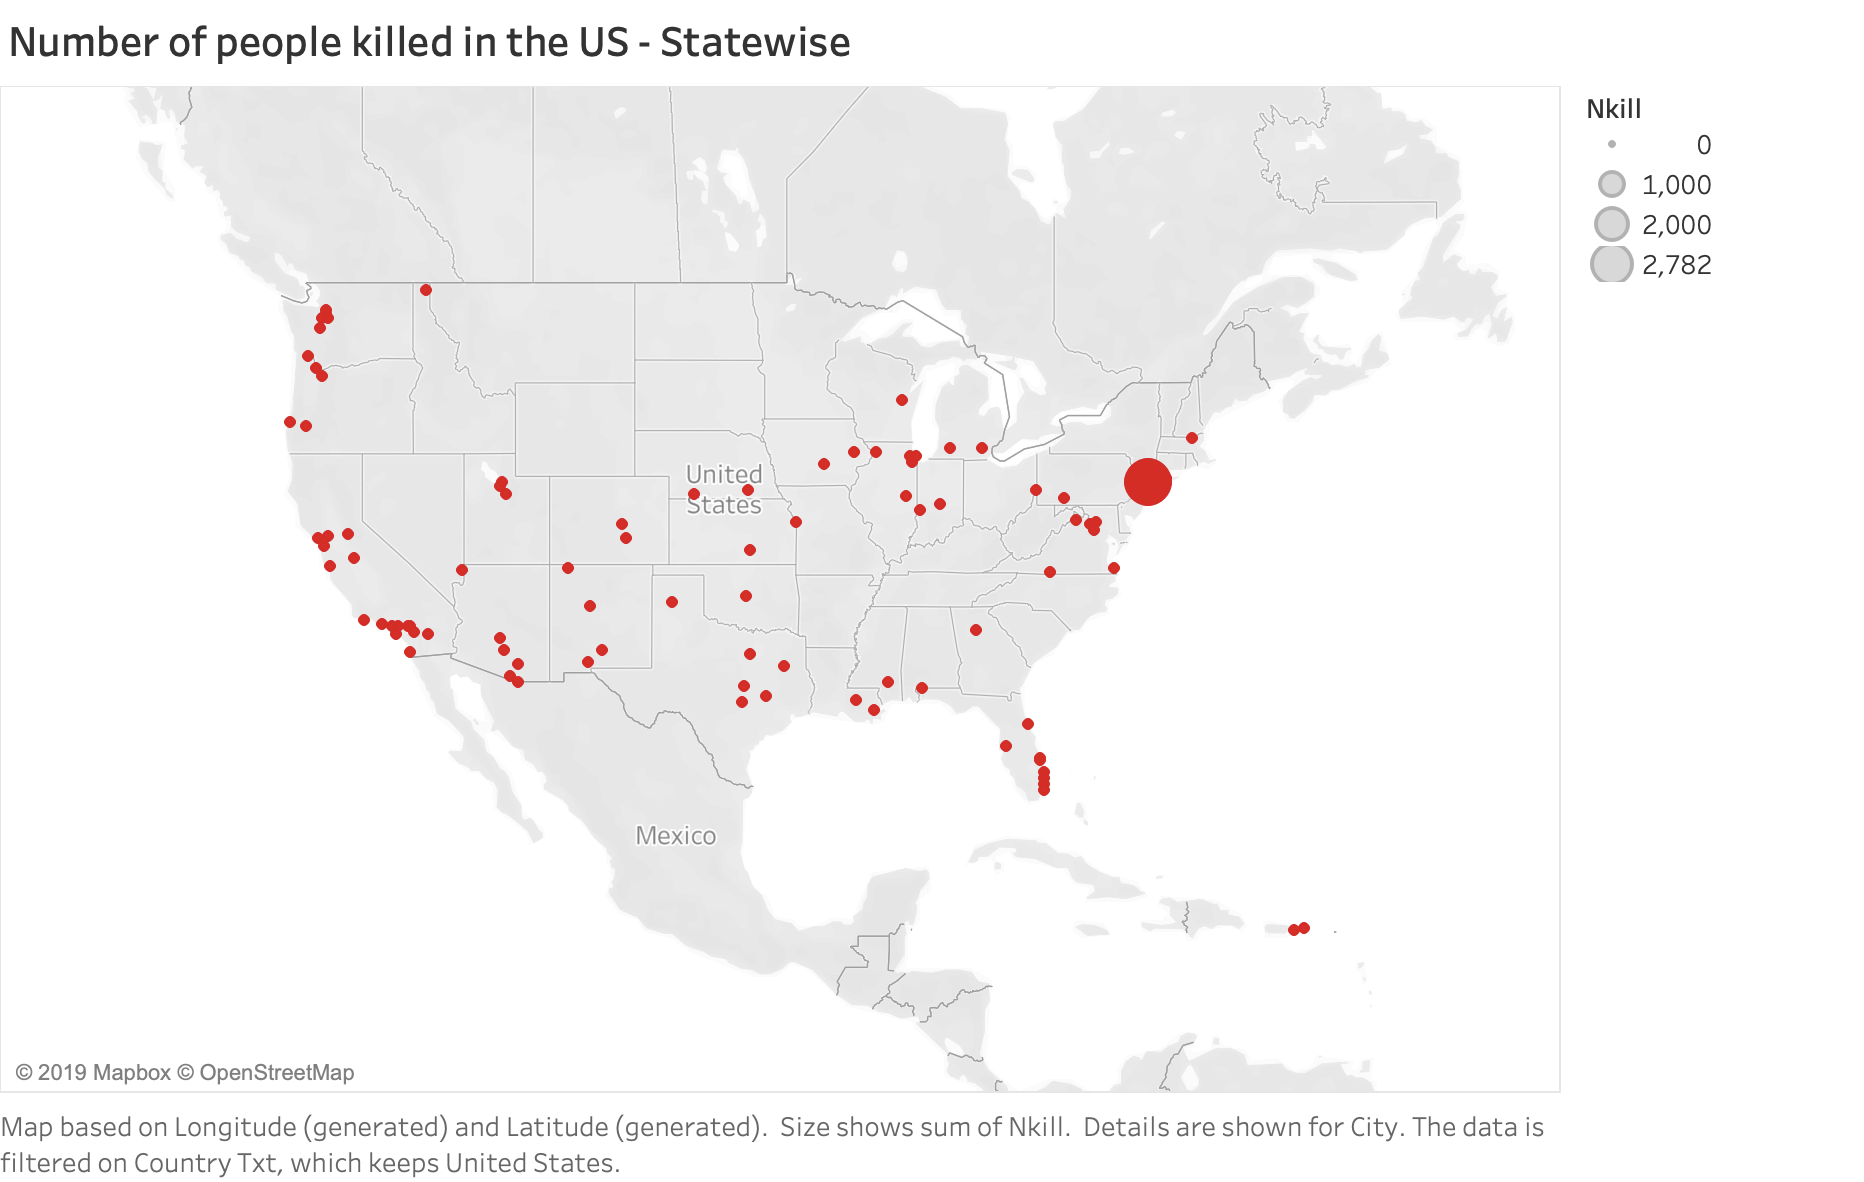 Number of people killed in the US - Statewise
Nkill
0
1,000
2,000
2,782
United
States
Mexico
© 2019 Mapbox © OpenStreetMap
Map based on Longitude (generated) and Latitude (generated).  Size shows sum of Nkill.  Details are shown for City. The data is
filtered on Country Txt, which keeps United States.